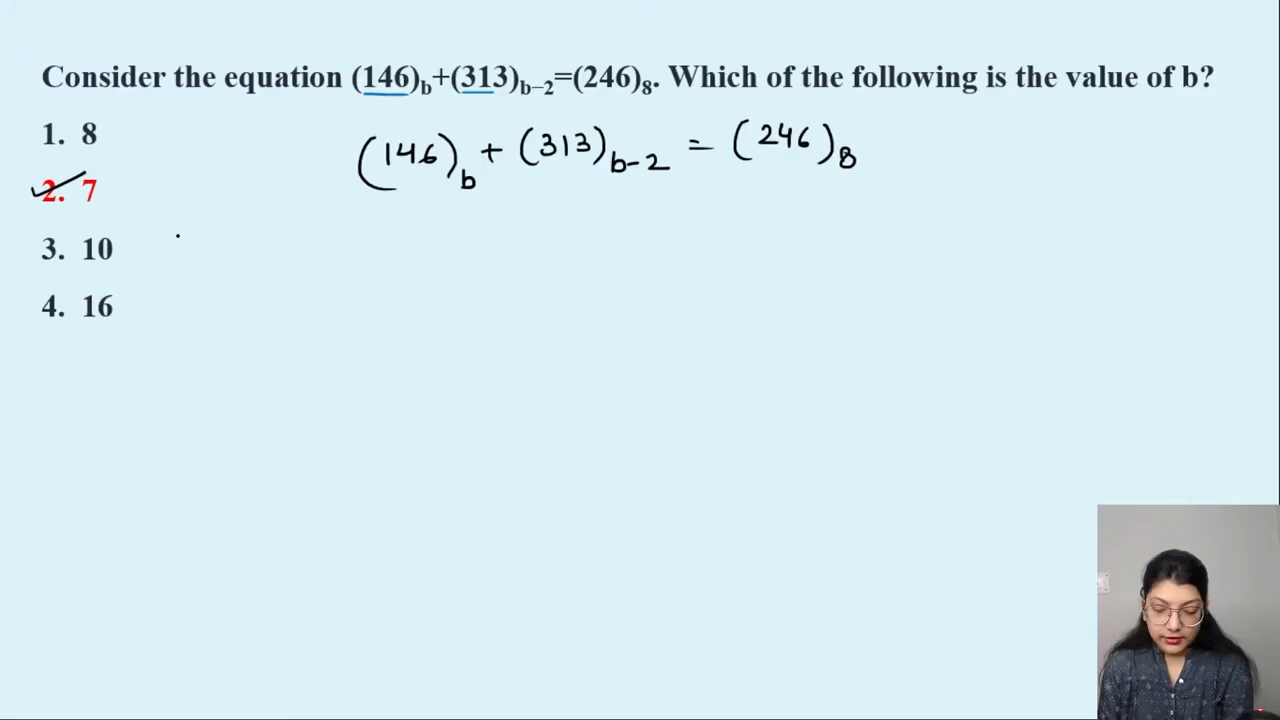 Consider the equation (146)b+(313)b−2=(246)8. Which of the following is the value of b?
1. 8
(146)b + (313)b-2 = (246)8
2. 7
3. 10
4. 16